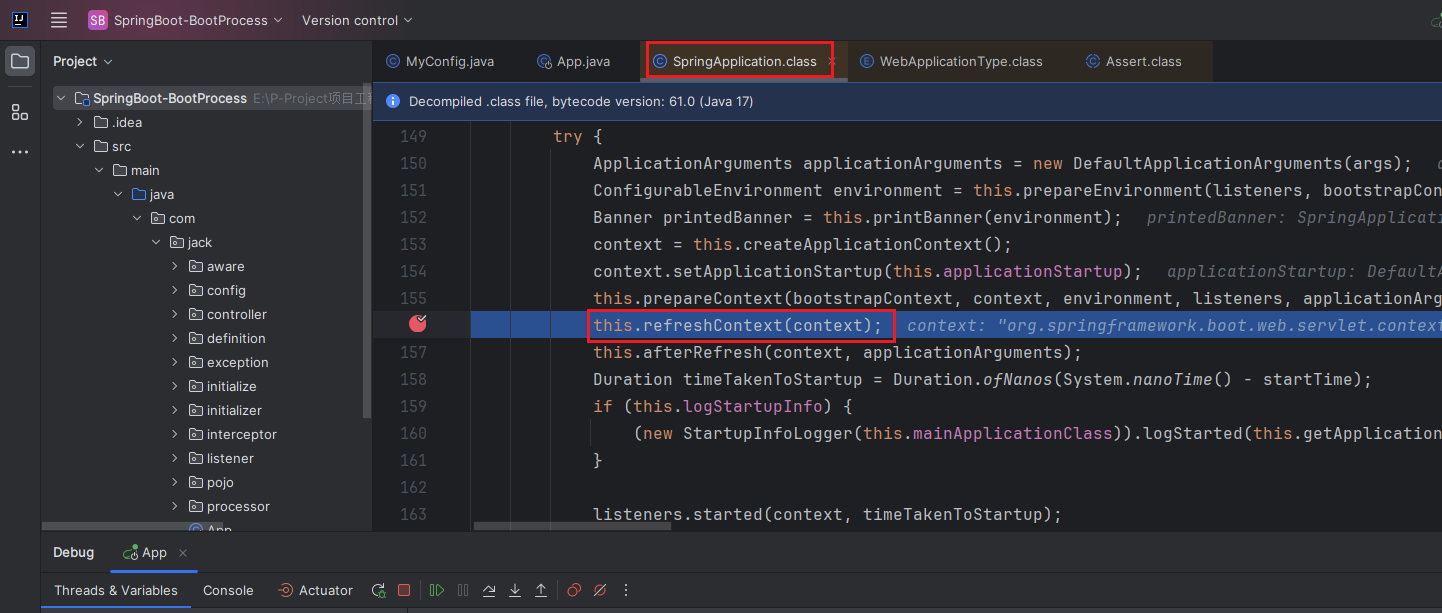 SB SpringBoot-BootProcess Version control
Project
MyConfig.java App.java SpringApplication.class WebApplicationType.class Assert.class
Decompiled .class file, bytecode version: 61.0 (Java 17)
SpringBoot-BootProcess E:\P-Project项目工程
.idea
src
main
java
com
jack
aware
config
controller
definition
exception
initialize
initializer
interceptor
listener
pojo
processor
App
149 try {
150 ApplicationArguments applicationArguments = new DefaultApplicationArguments(args);
151 ConfigurableEnvironment environment = this.prepareEnvironment(listeners, bootstrapCon
152 Banner printedBanner = this.printBanner(environment); printedBanner: SpringApplicati
153 context = this.createApplicationContext();
154 context.setApplicationStartup(this.applicationStartup); applicationStartup: DefaultA
155 this.prepareContext(bootstrapContext, context, environment, listeners, applicationArg
this.refreshContext(context); context: "org.springframework.boot.web.servlet.context
157 this.afterRefresh(context, applicationArguments);
158 Duration timeTakenToStartup = Duration.ofNanos(System.nanoTime() - startTime);
159 if (this.logStartupInfo) {
160 (new StartupInfoLogger(this.mainApplicationClass)).logStarted(this.getApplication
161 }
162
163 listeners.started(context, timeTakenToStartup);
Debug App
Threads & Variables Console Actuator